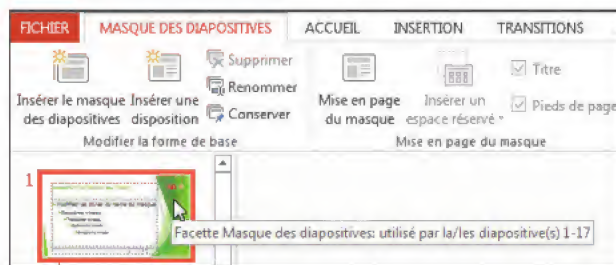 FICHIER MASQUE DES DIAPOSITIVES ACCUEIL INSERTION TRANSITIONS
Insérer le masque des diapositives
Insérer une disposition
Supprimer
Renommer
Conserver
Modifier la forme de base
Mise en page du masque
Insérer un espace réservé
Titre
Pieds de page
Mise en page du masque
1
Facette Masque des diapositives: utilisé par la/les diapositive(s) 1-17